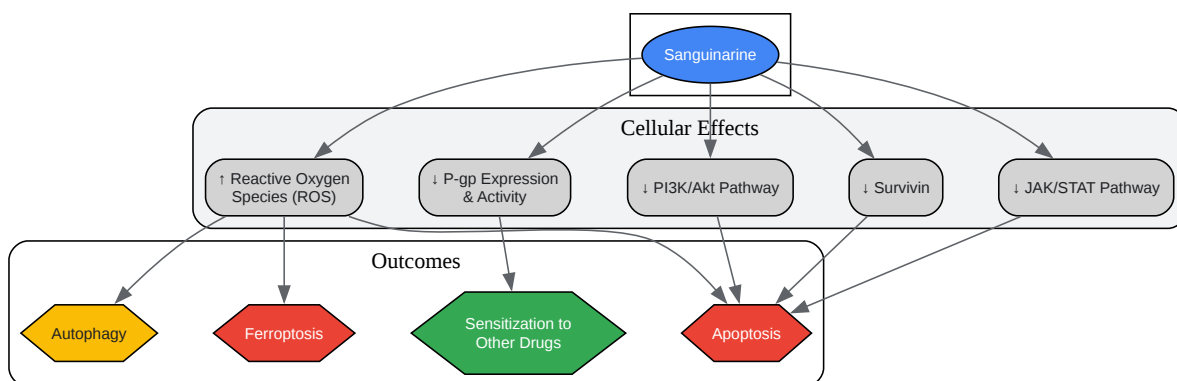 Sanguinarine
Cellular Effects
↑ Reactive Oxygen
Species (ROS)
↓ P-gp Expression
& Activity
↓ PI3K/Akt Pathway
↓ Survivin
↓ JAK/STAT Pathway
Outcomes
Autophagy
Ferroptosis
Sensitization to
Other Drugs
Apoptosis